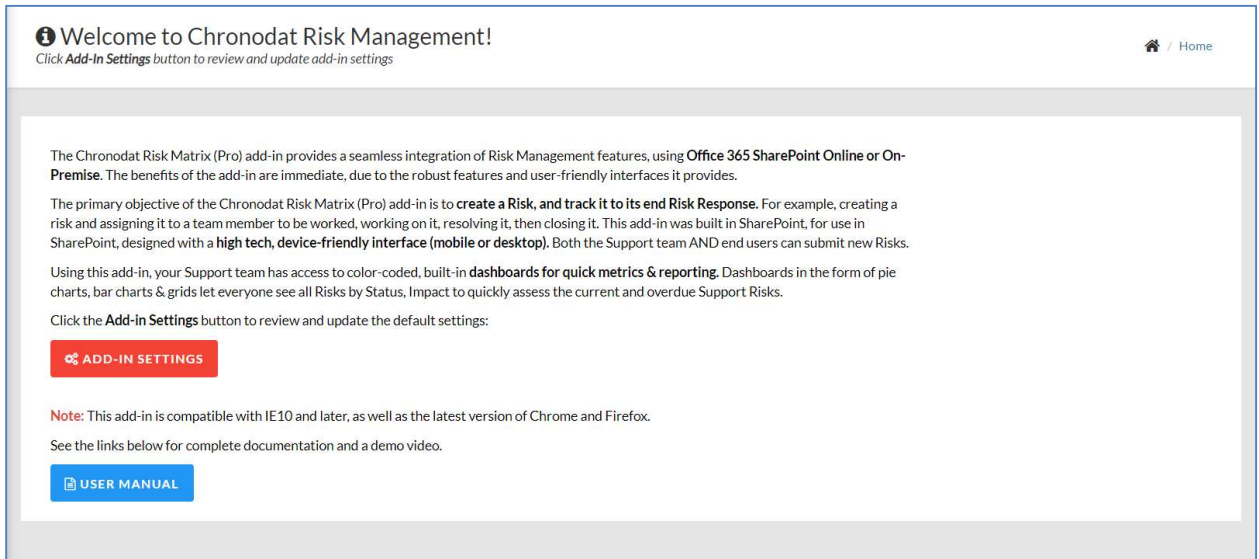 Welcome to Chronodat Risk Management!
Click Add-In Settings button to review and update add-in settings
/ Home
The Chronodat Risk Matrix (Pro) add-in provides a seamless integration of Risk Management features, using Office 365 SharePoint Online or On-
Premise. The benefits of the add-in are immediate, due to the robust features and user-friendly interfaces it provides.
The primary objective of the Chronodat Risk Matrix (Pro) add-in is to create a Risk, and track it to its end Risk Response. For example, creating a
risk and assigning it to a team member to be worked, working on it, resolving it, then closing it. This add-in was built in SharePoint, for use in
SharePoint, designed with a high tech, device-friendly interface (mobile or desktop). Both the Support team AND end users can submit new Risks.
Using this add-in, your Support team has access to color-coded, built-in dashboards for quick metrics & reporting. Dashboards in the form of pie
charts, bar charts & grids let everyone see all Risks by Status, Impact to quickly assess the current and overdue Support Risks.
Click the Add-in Settings button to review and update the default settings:
ADD-IN SETTINGS
Note: This add-in is compatible with IE10 and later, as well as the latest version of Chrome and Firefox.
See the links below for complete documentation and a demo video.
USER MANUAL